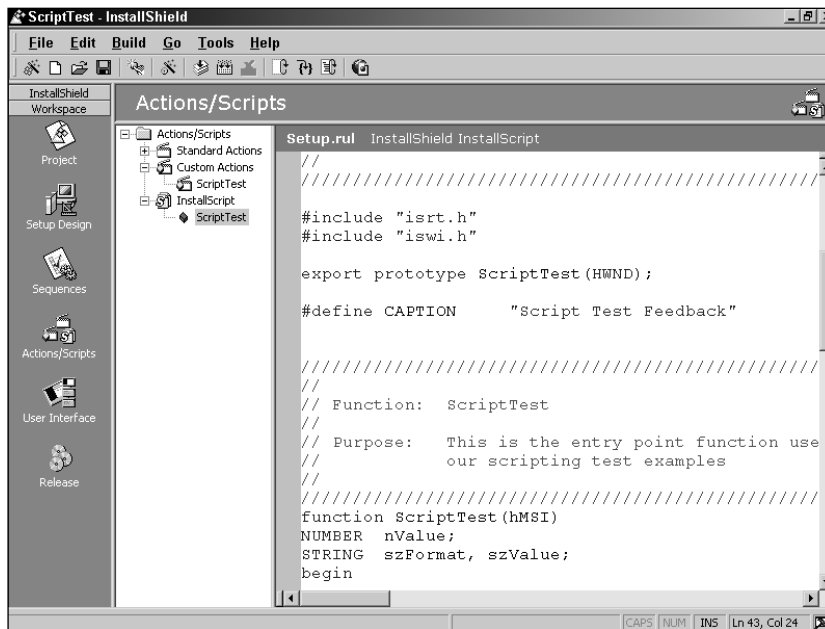 ScriptTest - InstallShield
File Edit Build Go Tools Help
InstallShield
Workspace
Project
Setup Design
Sequences
Actions/Scripts
User Interface
Release
Actions/Scripts
Actions/Scripts
Standard Actions
Custom Actions
ScriptTest
InstallScript
ScriptTest
Setup.rul InstallShield InstallScript
//
//////////////////////////////////////////////////
#include "isrt.h"
#include "iswi.h"
export prototype ScriptTest(HWND);
#define CAPTION "Script Test Feedback"
//////////////////////////////////////////////////
//
// Function: ScriptTest
//
// Purpose: This is the entry point function use
// our scripting test examples
//
//////////////////////////////////////////////////
function ScriptTest(hMSI)
NUMBER nValue;
STRING szFormat, szValue;
begin
CAPS NUM INS Ln 43, Col 24